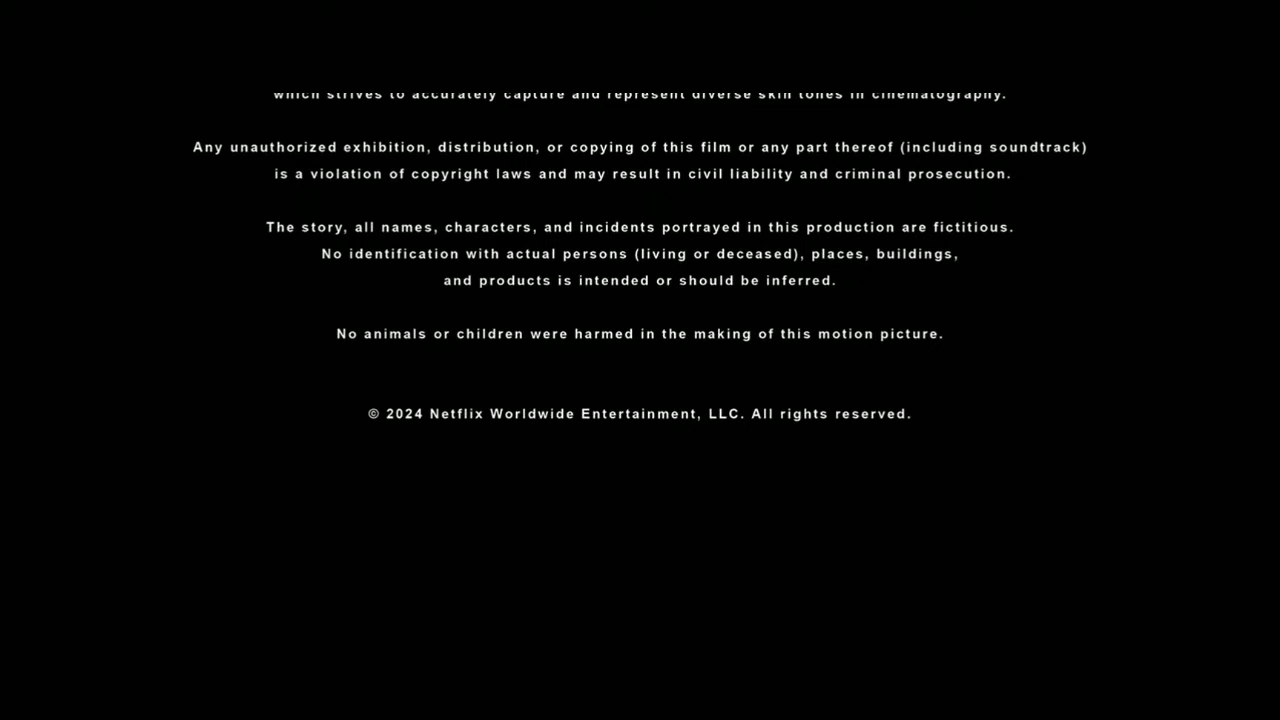 which strives to accurately capture and represent diverse skin tones in cinematography.
Any unauthorized exhibition, distribution, or copying of this film or any part thereof (including soundtrack)
is a violation of copyright laws and may result in civil liability and criminal prosecution.
The story, all names, characters, and incidents portrayed in this production are fictitious.
No identification with actual persons (living or deceased), places, buildings,
and products is intended or should be inferred.
No animals or children were harmed in the making of this motion picture.
© 2024 Netflix Worldwide Entertainment, LLC. All rights reserved.